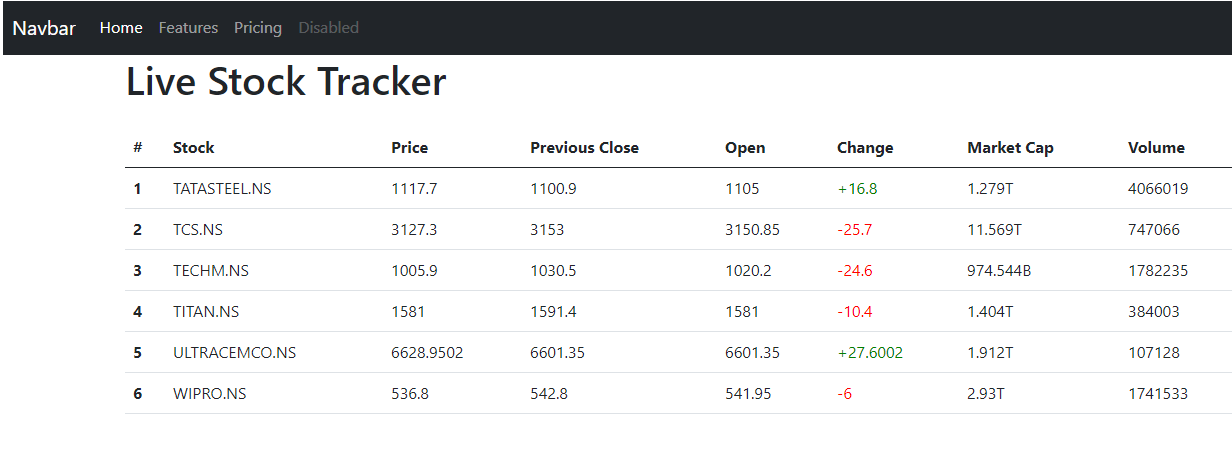 Navbar Home Features Pricing Disabled
Live Stock Tracker
# Stock Price Previous Close Open Change Market Cap Volume
1 TATASTEEL.NS 1117.7 1100.9 1105 +16.8 1.279T 4066019
2 TCS.NS 3127.3 3153 3150.85 -25.7 11.569T 747066
3 TECHM.NS 1005.9 1030.5 1020.2 -24.6 974.544B 1782235
4 TITAN.NS 1581 1591.4 1581 -10.4 1.404T 384003
5 ULTRACEMCO.NS 6628.9502 6601.35 6601.35 +27.6002 1.912T 107128
6 WIPRO.NS 536.8 542.8 541.95 -6 2.93T 1741533